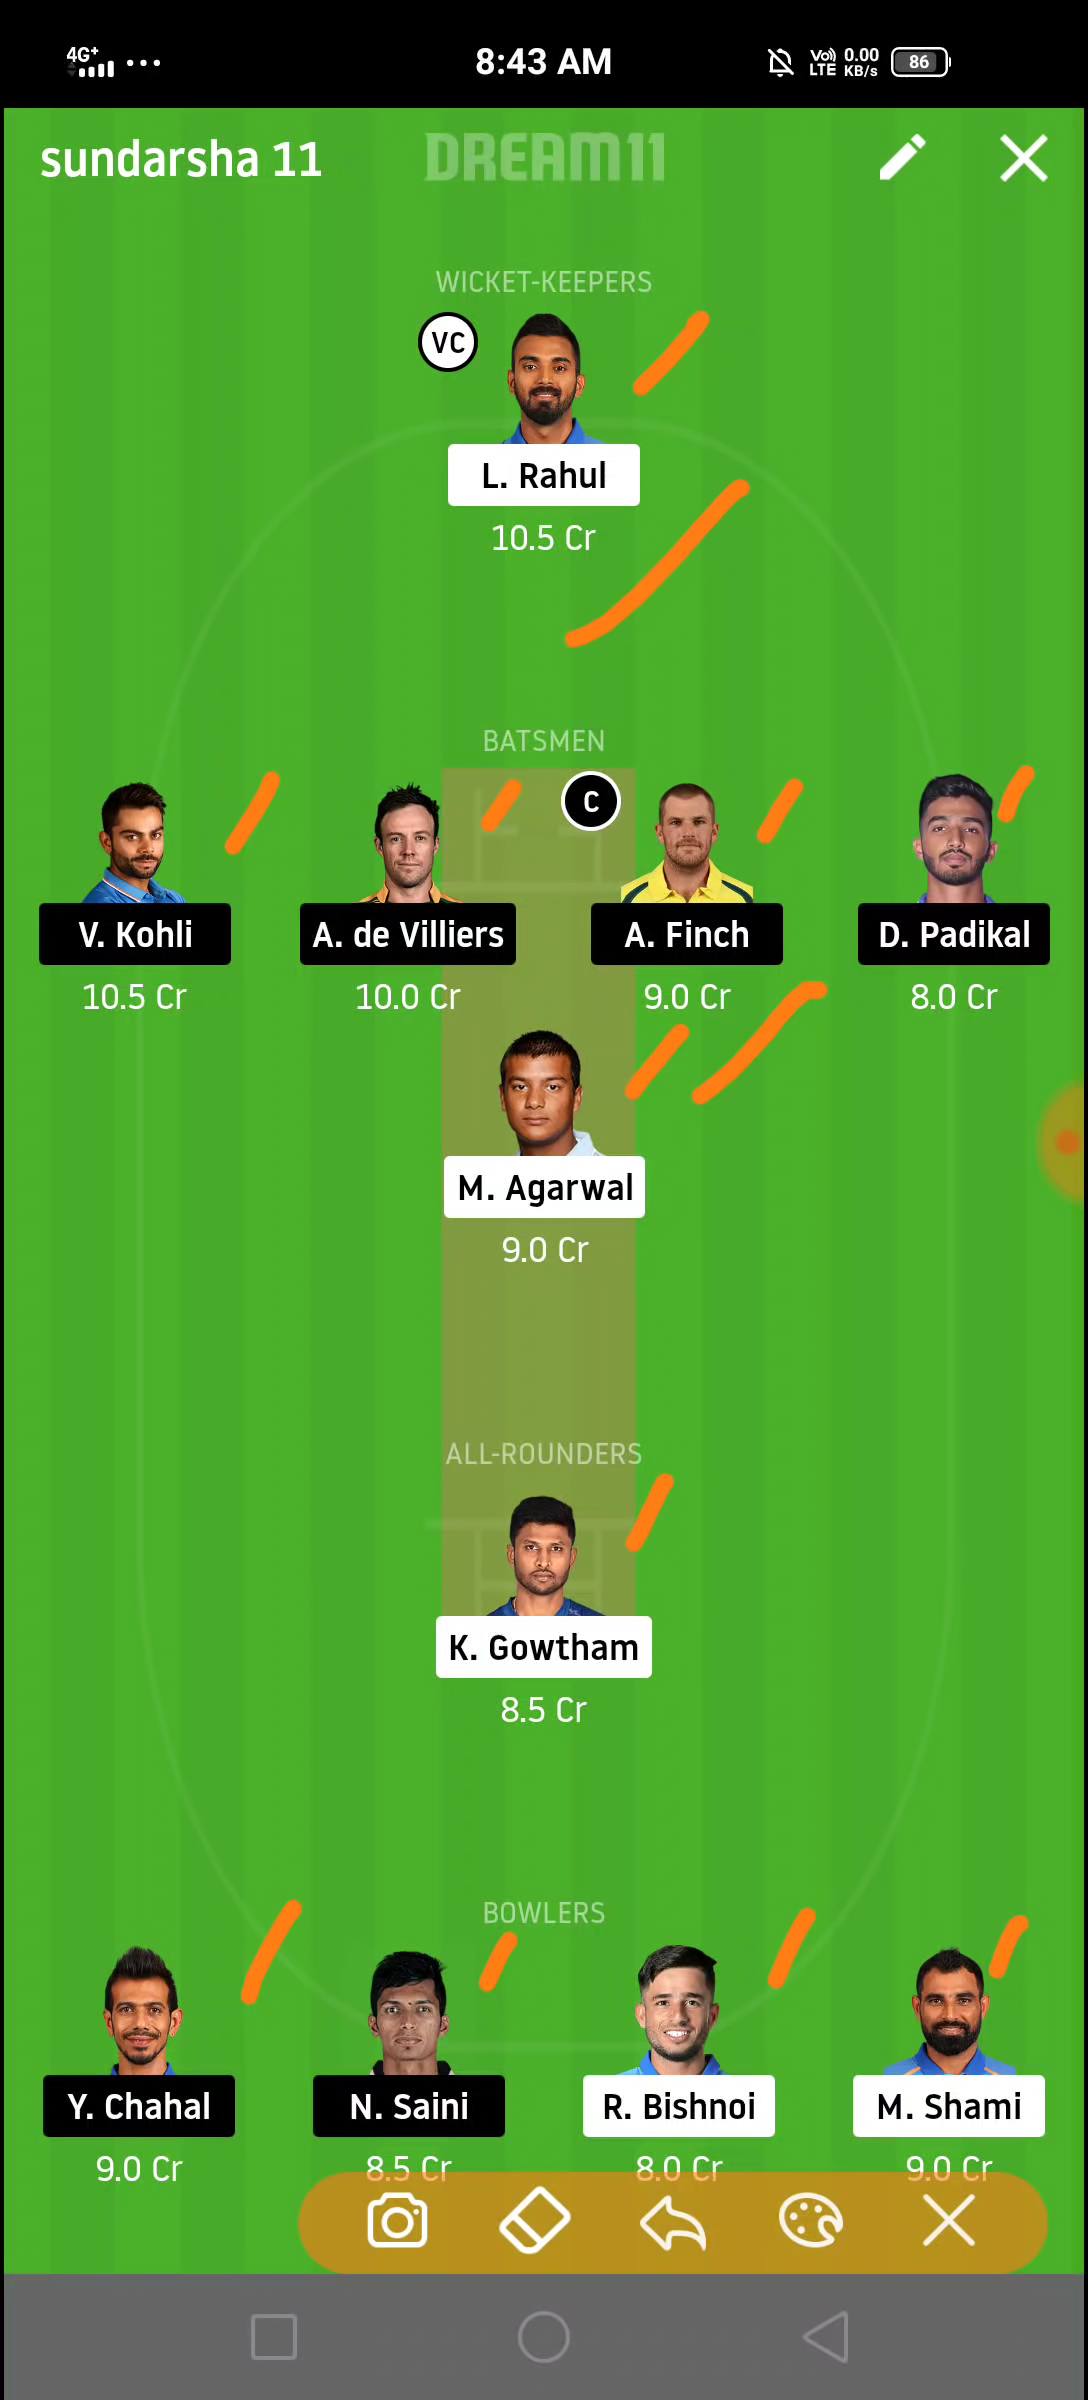 4G+ 8:43 AM Vo) LTE 0.00 KB/s 86
sundarsha 11 DREAM11
WICKET-KEEPERS
VC
L. Rahul
10.5 Cr
BATSMEN
C
V. Kohli A. de Villiers A. Finch D. Padikal
10.5 Cr 10.0 Cr 9.0 Cr 8.0 Cr
M. Agarwal
9.0 Cr
ALL-ROUNDERS
K. Gowtham
8.5 Cr
BOWLERS
Y. Chahal N. Saini R. Bishnoi M. Shami
9.0 Cr 8.5 Cr 8.0 Cr 9.0 Cr